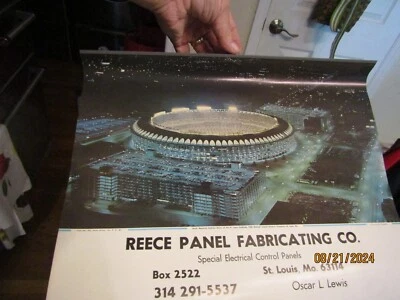 REECE PANEL FABRICATING CO.
Special Electrical Control Panels
Box 2522
St. Louis, Mo. 63114
314 291-5537
Oscar L Lewis
08/21/2024